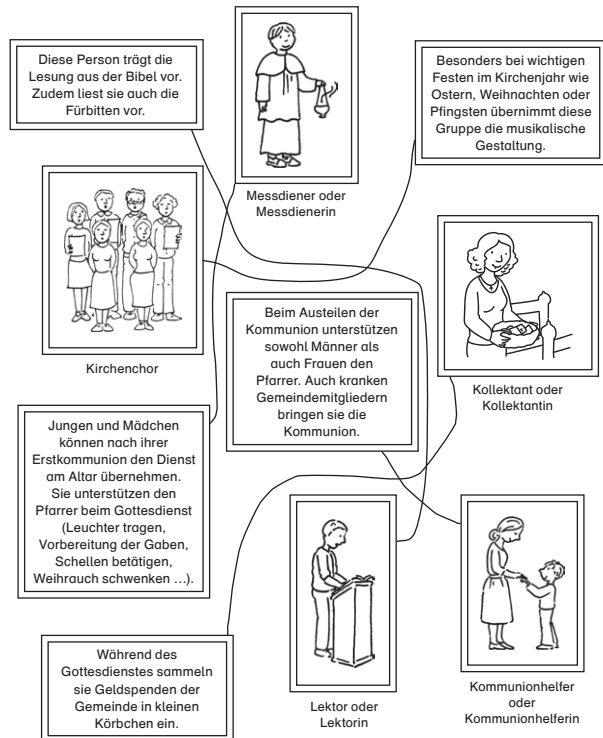 Diese Person trägt die
Lesung aus der Bibel vor.
Zudem liest sie auch die
Fürbitten vor.
Messdiener oder
Messdienerin
Besonders bei wichtigen
Festen im Kirchenjahr wie
Ostern, Weihnachten oder
Pfingsten übernimmt diese
Gruppe die musikalische
Gestaltung.
Kirchenchor
Beim Austeilen der
Kommunion unterstützen
sowohl Männer als
auch Frauen den
Pfarrer. Auch kranken
Gemeindemitgliedern
bringen sie die
Kommunion.
Kollektant oder
Kollektantin
Jungen und Mädchen
können nach ihrer
Erstkommunion den Dienst
am Altar übernehmen.
Sie unterstützen den
Pfarrer beim Gottesdienst
(Leuchter tragen,
Vorbereitung der Gaben,
Schellen betätigen,
Weihrauch schwenken ...).
Während des
Gottesdienstes sammeln
sie Geldspenden der
Gemeinde in kleinen
Körbchen ein.
Lektor oder
Lektorin
Kommunionhelfer
oder
Kommunionhelferin